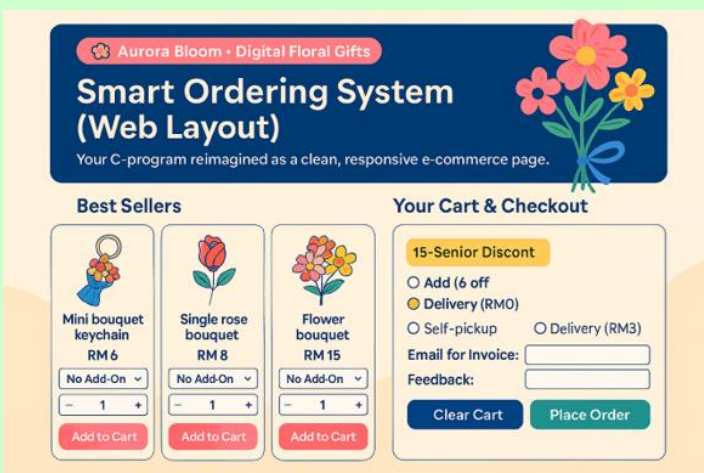 Aurora Bloom • Digital Floral Gifts
Smart Ordering System
(Web Layout)
Your C-program reimagined as a clean, responsive e-commerce page.
Best Sellers
Mini bouquet
keychain
RM 6
No Add-On
− 1 +
Add to Cart
Single rose
bouquet
RM 8
No Add-On
− 1 +
Add to Cart
Flower
bouquet
RM 15
No Add-On
− 1 +
Add to Cart
Your Cart & Checkout
15-Senior Discont
Add (6 off
Delivery (RM0)
Self-pickup
Delivery (RM3)
Email for Invoice:
Feedback:
Clear Cart
Place Order